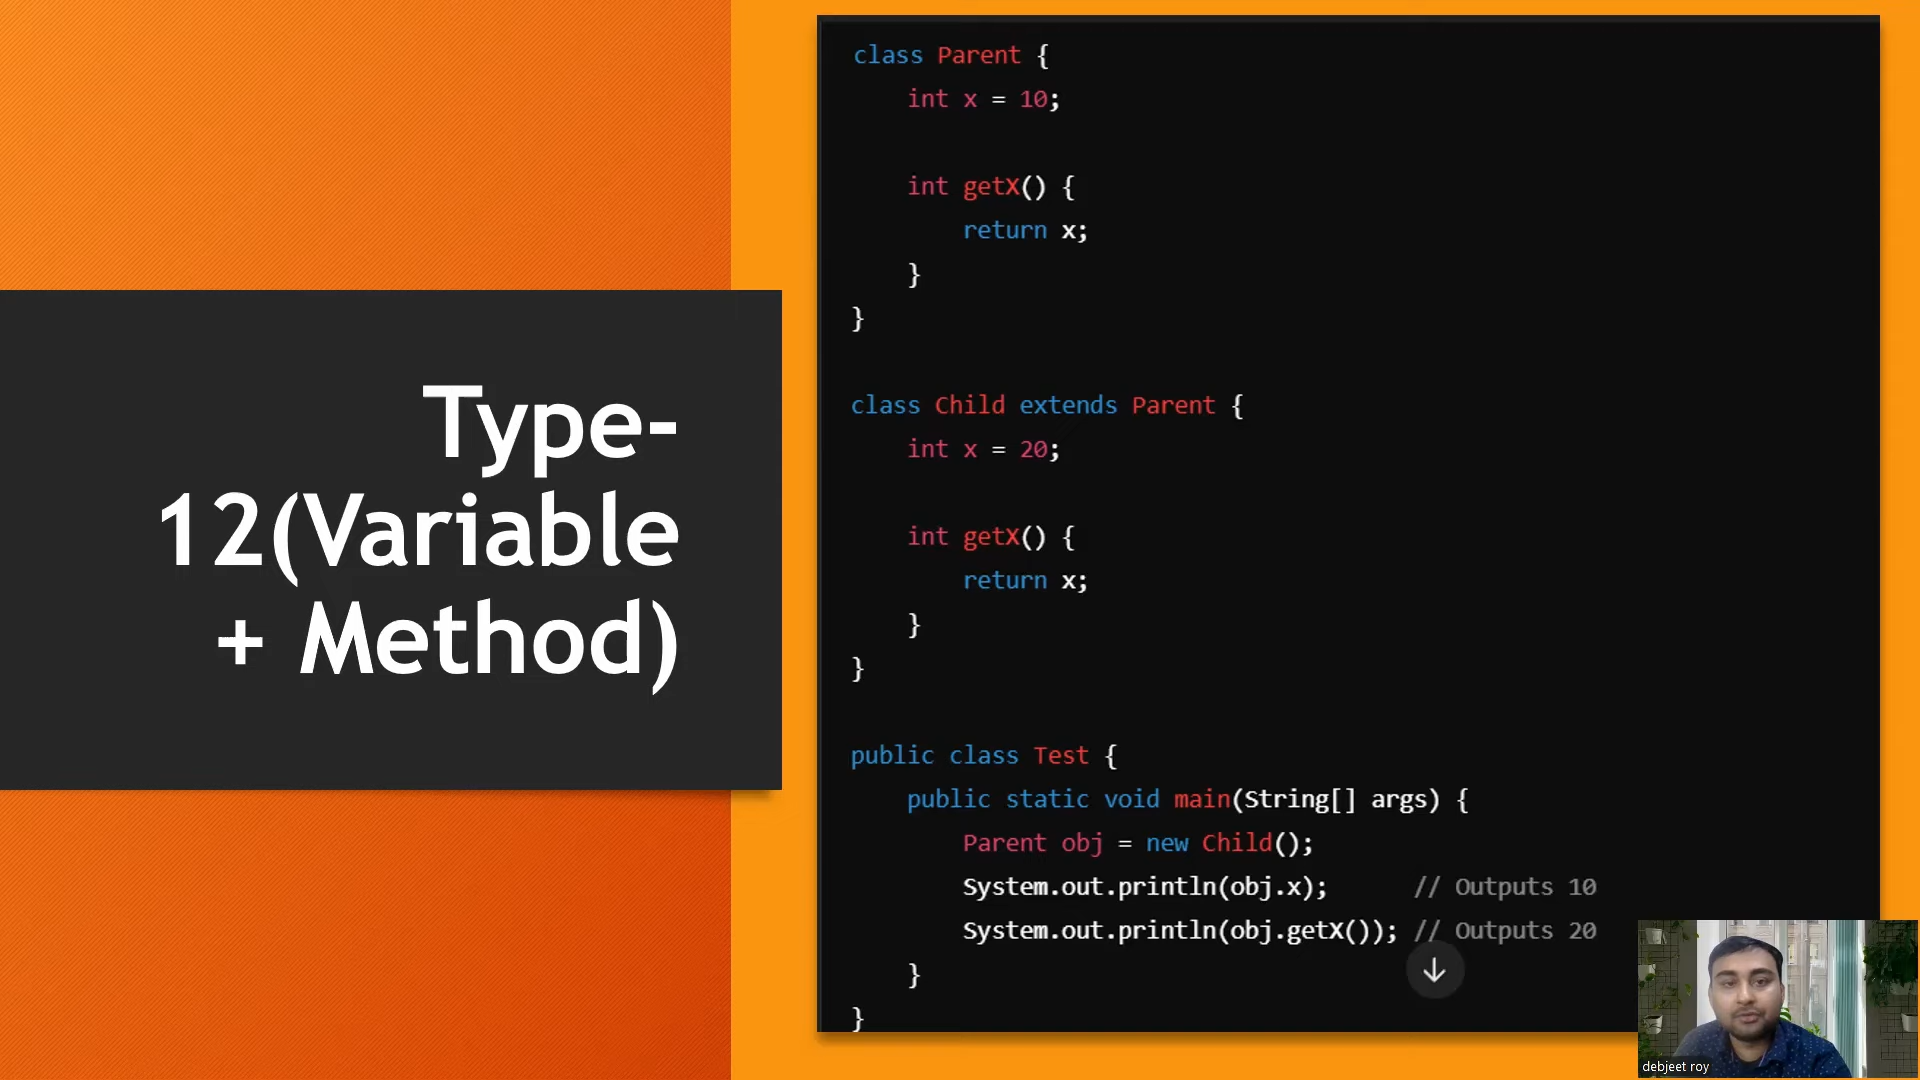 Type-
12(Variable
+ Method)
class Parent {
    int x = 10;
    int getX() {
        return x;
    }
}
class Child extends Parent {
    int x = 20;
    int getX() {
        return x;
    }
}
public class Test {
    public static void main(String[] args) {
        Parent obj = new Child();
        System.out.println(obj.x);      // Outputs 10
        System.out.println(obj.getX()); // Outputs 20
    }
}
debjeet roy